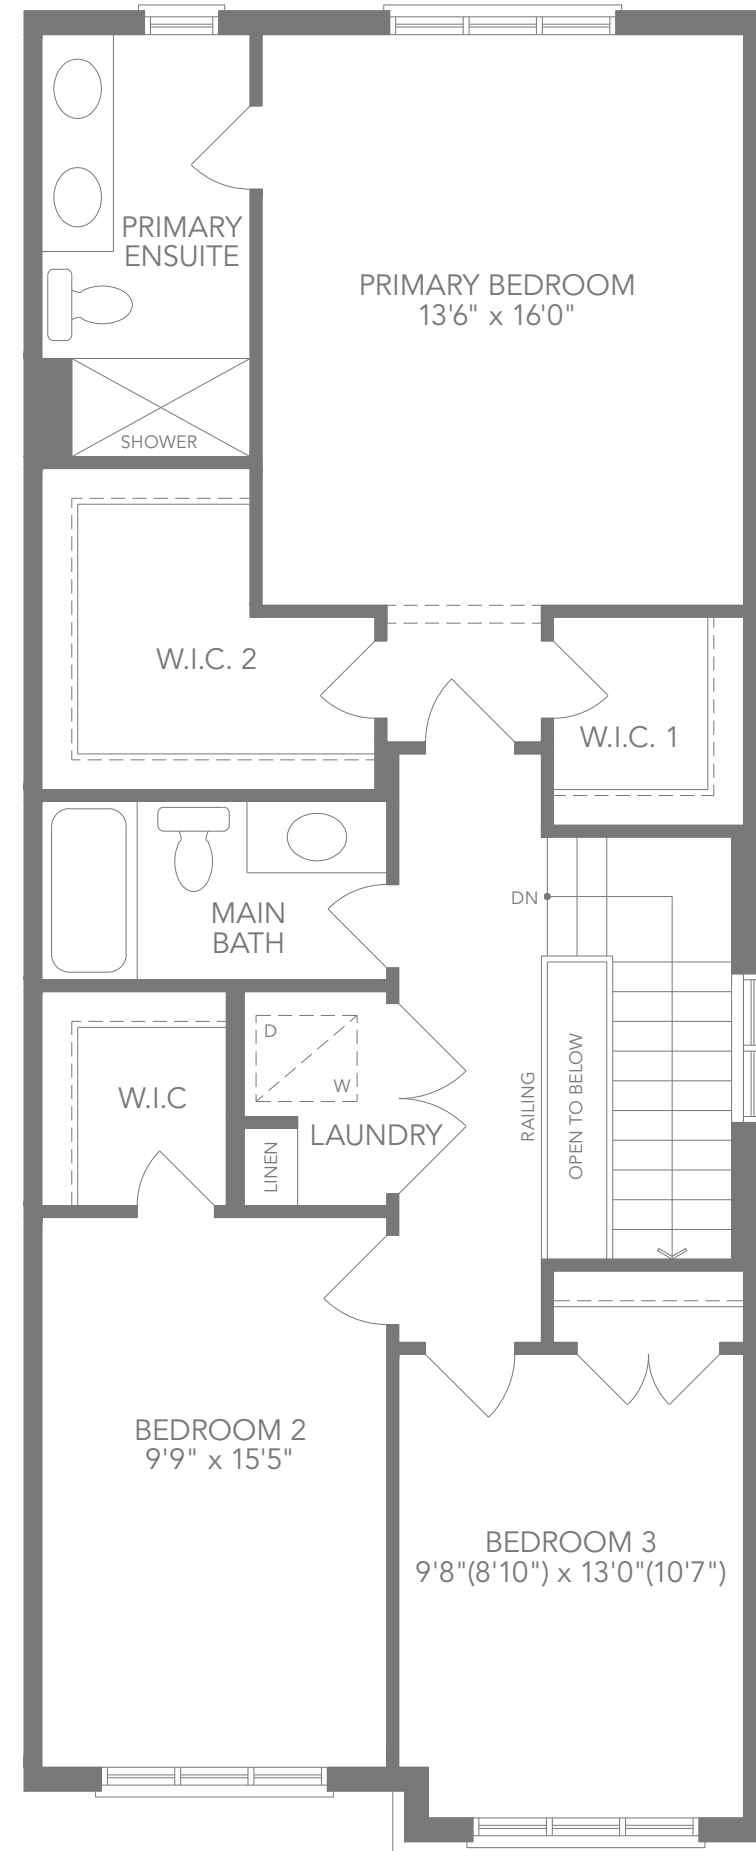 PRIMARY
ENSUITE
PRIMARY BEDROOM
13'6" x 16'0"
SHOWER
W.I.C. 2
W.I.C. 1
DN
MAIN
BATH
D
W
W.I.C
LAUNDRY
LINEN
RAILING
OPEN TO BELOW
BEDROOM 2
9'9" x 15'5"
BEDROOM 3
9'8"(8'10") x 13'0"(10'7")